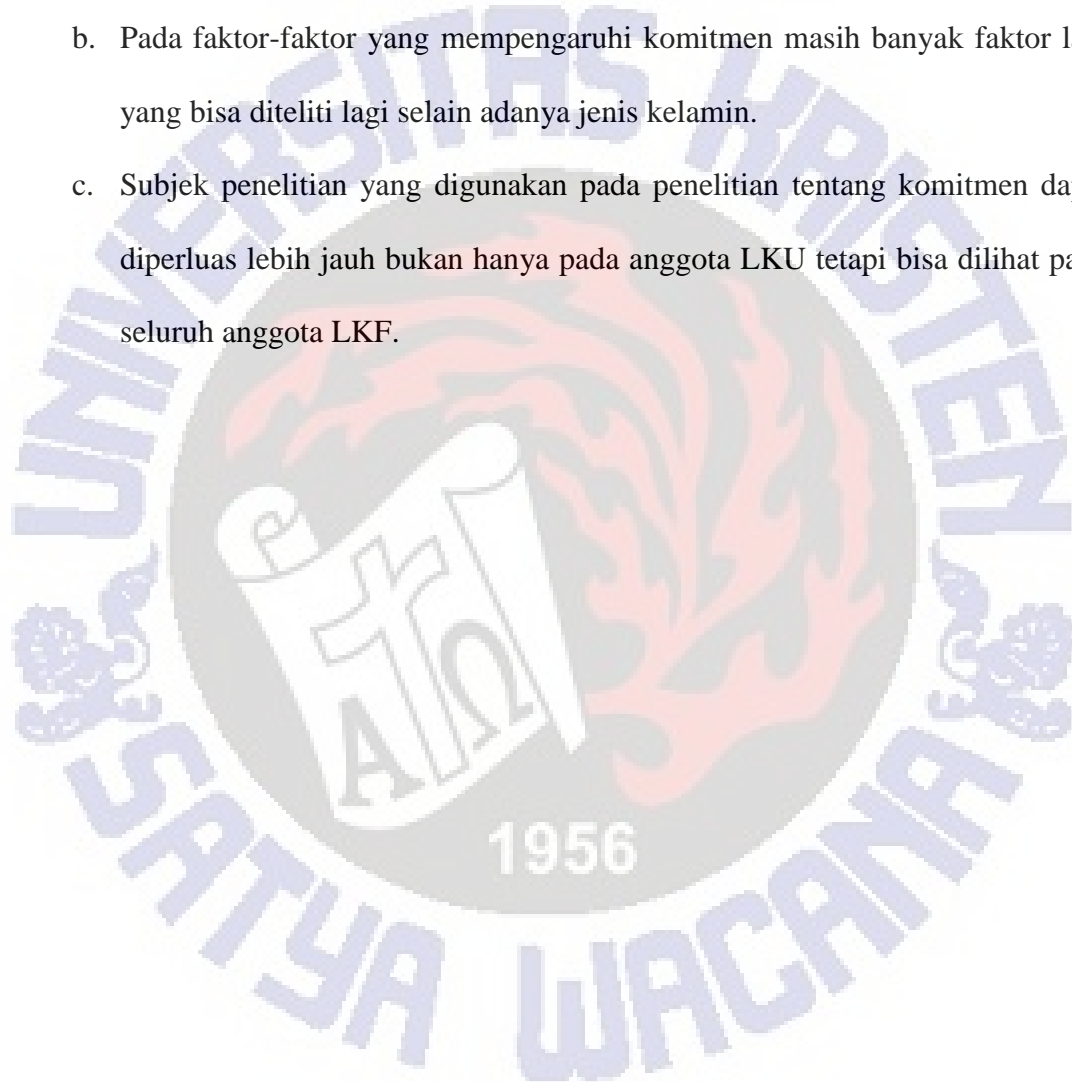 b. Pada faktor-faktor yang mempengaruhi komitmen masih banyak faktor
yang bisa diteliti lagi selain adanya jenis kelamin.
c. Subjek penelitian yang digunakan pada penelitian tentang komitmen
diperluas lebih jauh bukan hanya pada anggota LKU tetapi bisa dilihat
seluruh anggota LKF.
UNIVERSITAS KRISTEN
SATYA WACANA
Α Ω
1956